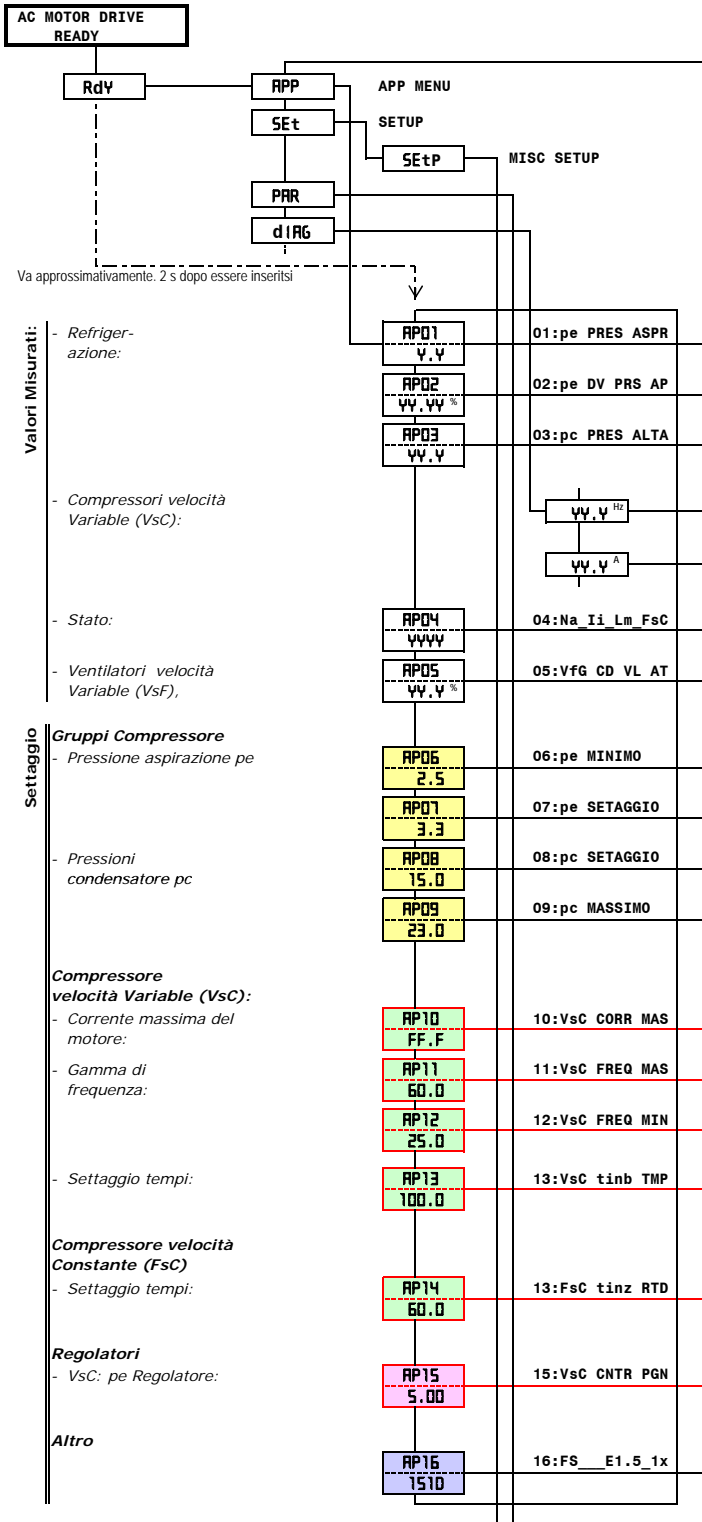 AC MOTOR DRIVE
READY
RdY
APP
APP MENU
SEt
SETUP
SEtP
MISC SETUP
PAR
dIAG
Va approssimativamente. 2 s dopo essere inseritsi
Valori Misurati:
- Refriger-
azione:
AP01
Y.Y
01:pe PRES ASPR
AP02
YY.YY %
02:pe DV PRS AP
AP03
YY.Y
03:pc PRES ALTA
- Compressori velocità
Variable (VsC):
YY.Y Hz
YY.Y A
- Stato:
AP04
YYYY
04:Na_Ii_Lm_FsC
- Ventilatori velocità
Variable (VsF),
AP05
YY.Y %
05:VfG CD VL AT
Settaggio
Gruppi Compressore
- Pressione aspirazione pe
AP06
2.5
06:pe MINIMO
AP07
3.3
07:pe SETAGGIO
- Pressioni
condensatore pc
AP08
15.0
08:pc SETAGGIO
AP09
23.0
09:pc MASSIMO
Compressore
velocità Variable (VsC):
- Corrente massima del
motore:
AP10
FF.F
10:VsC CORR MAS
- Gamma di
frequenza:
AP11
60.0
11:VsC FREQ MAS
AP12
25.0
12:VsC FREQ MIN
- Settaggio tempi:
AP13
100.0
13:VsC tinb TMP
Compressore velocità
Constante (FsC)
- Settaggio tempi:
AP14
60.0
13:FsC tinz RTD
Regolatori
- VsC: pe Regolatore:
AP15
5.00
15:VsC CNTR PGN
Altro
AP16
151D
16:FS___E1.5_1x